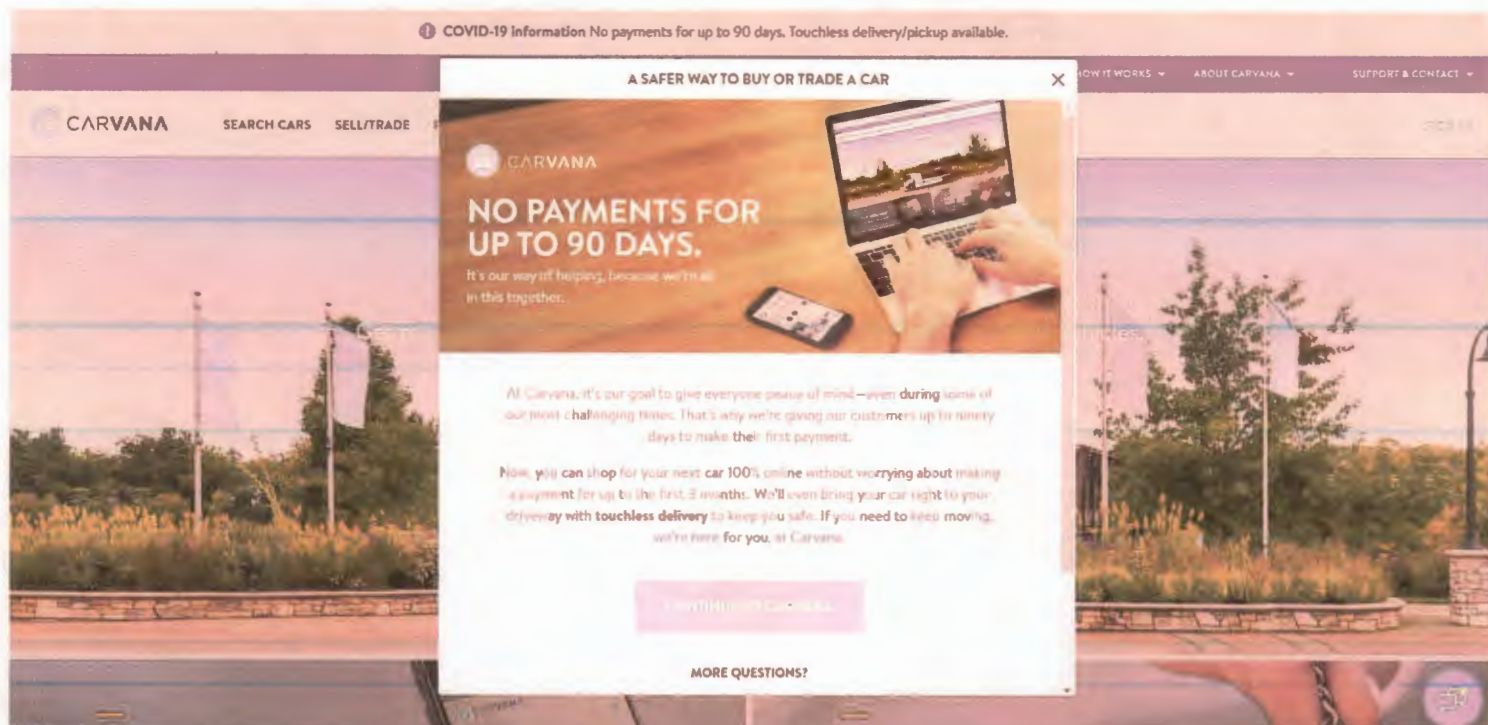 COVID-19 Information No payments for up to 90 days. Touchless delivery/pickup available.
A SAFER WAY TO BUY OR TRADE A CAR
HOW IT WORKS
ABOUT CARVANA
SUPPORT & CONTACT
CARVANA
SEARCH CARS
SELL/TRADE
CARVANA
NO PAYMENTS FOR
UP TO 90 DAYS.
It's our way of helping, because we're all
in this together.
At Carvana, it's our goal to give everyone peace of mind—even during some of
our most challenging times. That's why we're giving our customers up to ninety
days to make their first payment.
Now, you can shop for your next car 100% online without worrying about making
a payment for up to the first 3 months. We'll even bring your car right to your
driveway with touchless delivery to keep you safe. If you need to keep moving,
we're here for you, at Carvana.
MORE QUESTIONS?